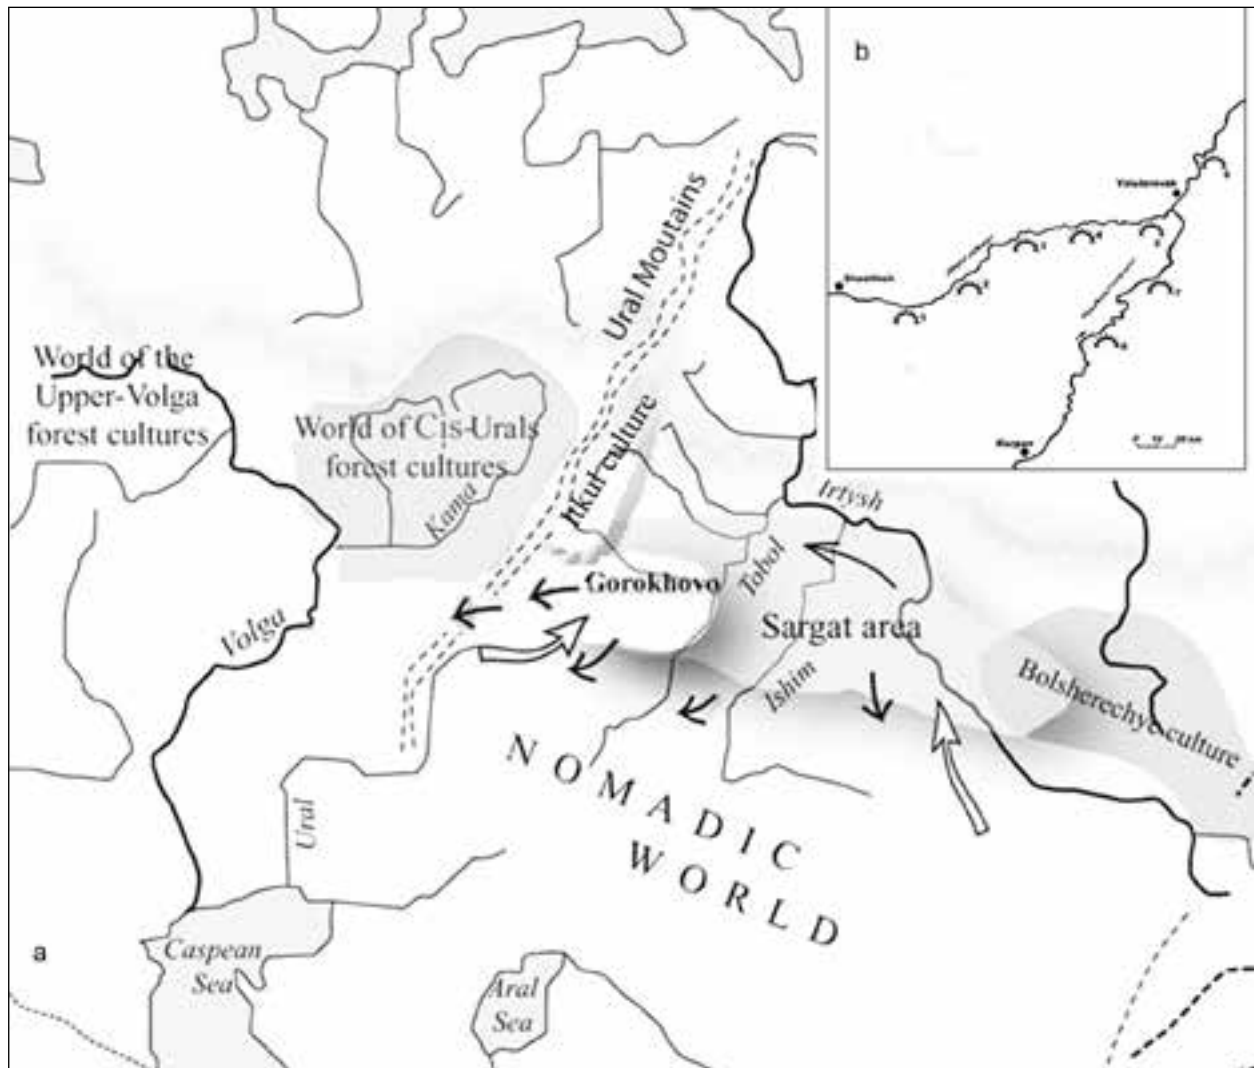 World of the
Upper-Volga
forest cultures
World of Cis-Urals
forest cultures
Kama
Ural Moutains
Itkul culture
Gorokhovo
Tobol
Irtysh
Sargat area
Ishim
Bolsherechye culture !
Volga
Ural
NOMADIC
WORLD
Caspean
Sea
Aral
Sea
a
b